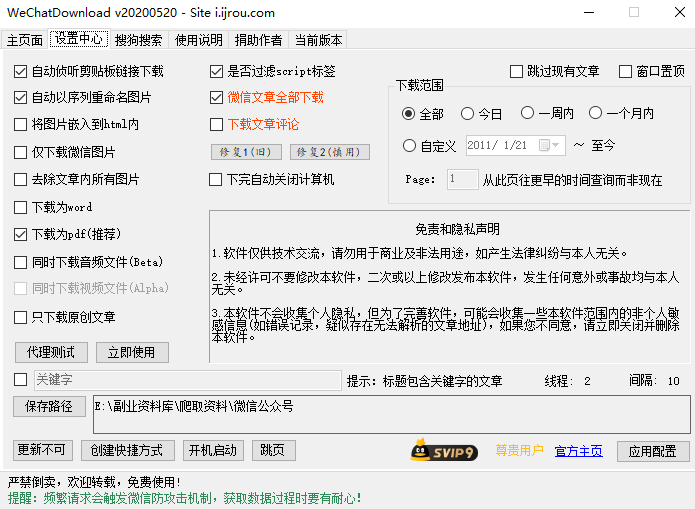 WeChatDownload v20200520 - Site i.ijrou.com
主页面 设置中心 搜狗搜索 使用说明 捐助作者 当前版本
自动侦听剪贴板链接下载 是否过滤script标签 跳过现有文章 窗口置顶
自动以序列重命名图片 微信文章全部下载
下载范围
将图片嵌入到html内 下载文章评论
全部 今日 一周内 一个月内
仅下载微信图片 修复1(旧) 修复2(慎用)
自定义 2011/ 1/21 ~ 至今
去除文章内所有图片 下完自动关闭计算机
Page: 1 从此页往更早的时间查询而非现在
下载为word
下载为pdf(推荐)
同时下载音频文件(Beta)
同时下载视频文件(Alpha)
只下载原创文章
免责和隐私声明
1.软件仅供技术交流，请勿用于商业及非法用途，如产生法律纠纷与本人无关。
2.未经许可不要修改本软件，二次或以上修改发布本软件，发生任何意外或事故均与本人
无关。
3.本软件不会收集个人隐私，但为了完善软件，可能会收集一些本软件范围内的非个人敏
感信息(如错误记录，疑似存在无法解析的文章地址)，如果您不同意，请立即关闭并删除
本软件。
代理测试 立即使用
关键字 提示: 标题包含关键字的文章 线程: 2 间隔: 10
保存路径 E:\副业资料库\爬取资料\微信公众号
更新不可 创建快捷方式 开机启动 跳页 SVIP9 尊贵用户 官方主页 应用配置
严禁倒卖，欢迎转载，免费使用!
提醒: 频繁请求会触发微信防攻击机制，获取数据过程时要有耐心!